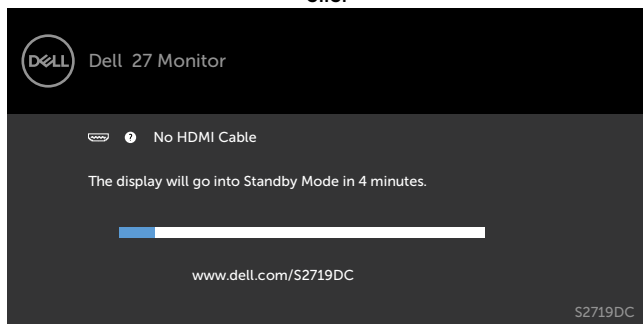 DELL Dell 27 Monitor
? No HDMI Cable
The display will go into Standby Mode in 4 minutes.
www.dell.com/S2719DC
S2719DC